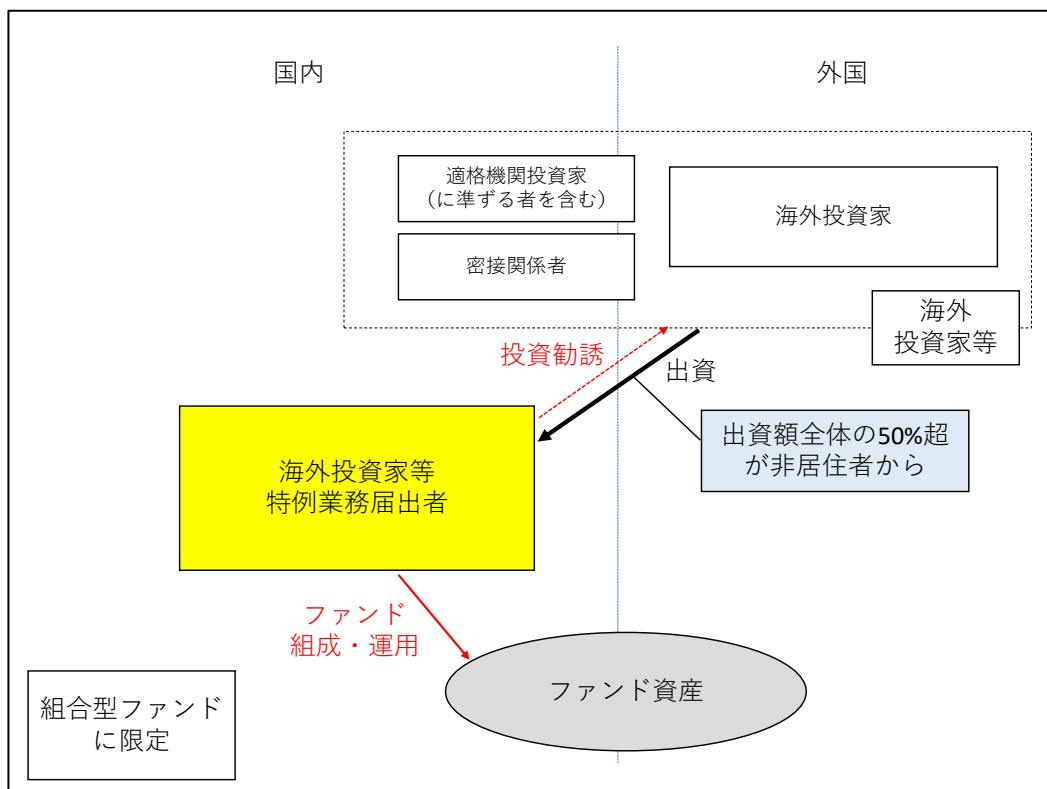 国内
外国
適格機関投資家
（に準ずる者を含む）
海外投資家
密接関係者
海外
投資家等
投資勧誘
出資
出資額全体の50%超
が非居住者から
海外投資家等
特例業務届出者
ファンド
組成・運用
ファンド資産
組合型ファンド
に限定